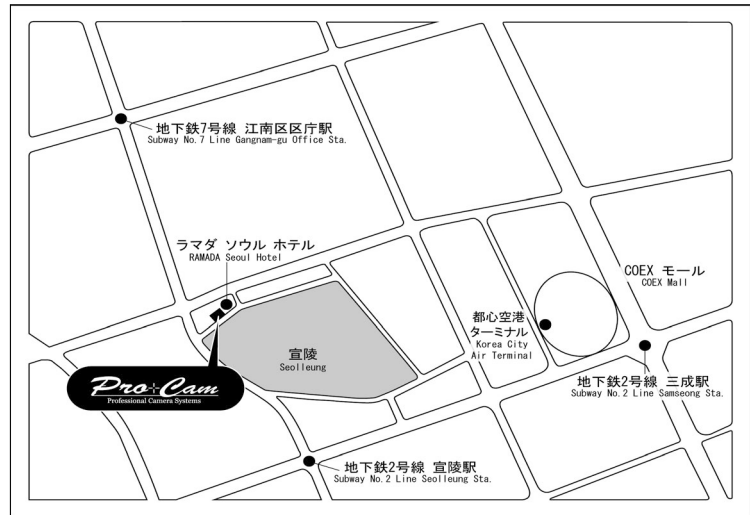 地下鉄7号線 江南区区庁駅
Subway No.7 Line Gangnam-gu Office Sta.
ラマダ ソウル ホテル
RAMADA Seoul Hotel
COEX モール
COEX Mall
都心空港
ターミナル
Korea City
Air Terminal
宣陵
Seolleung
Pro Cam
Professional Camera Systems
地下鉄2号線 三成駅
Subway No.2 Line Samseong Sta.
地下鉄2号線 宣陵駅
Subway No.2 Line Seolleung Sta.